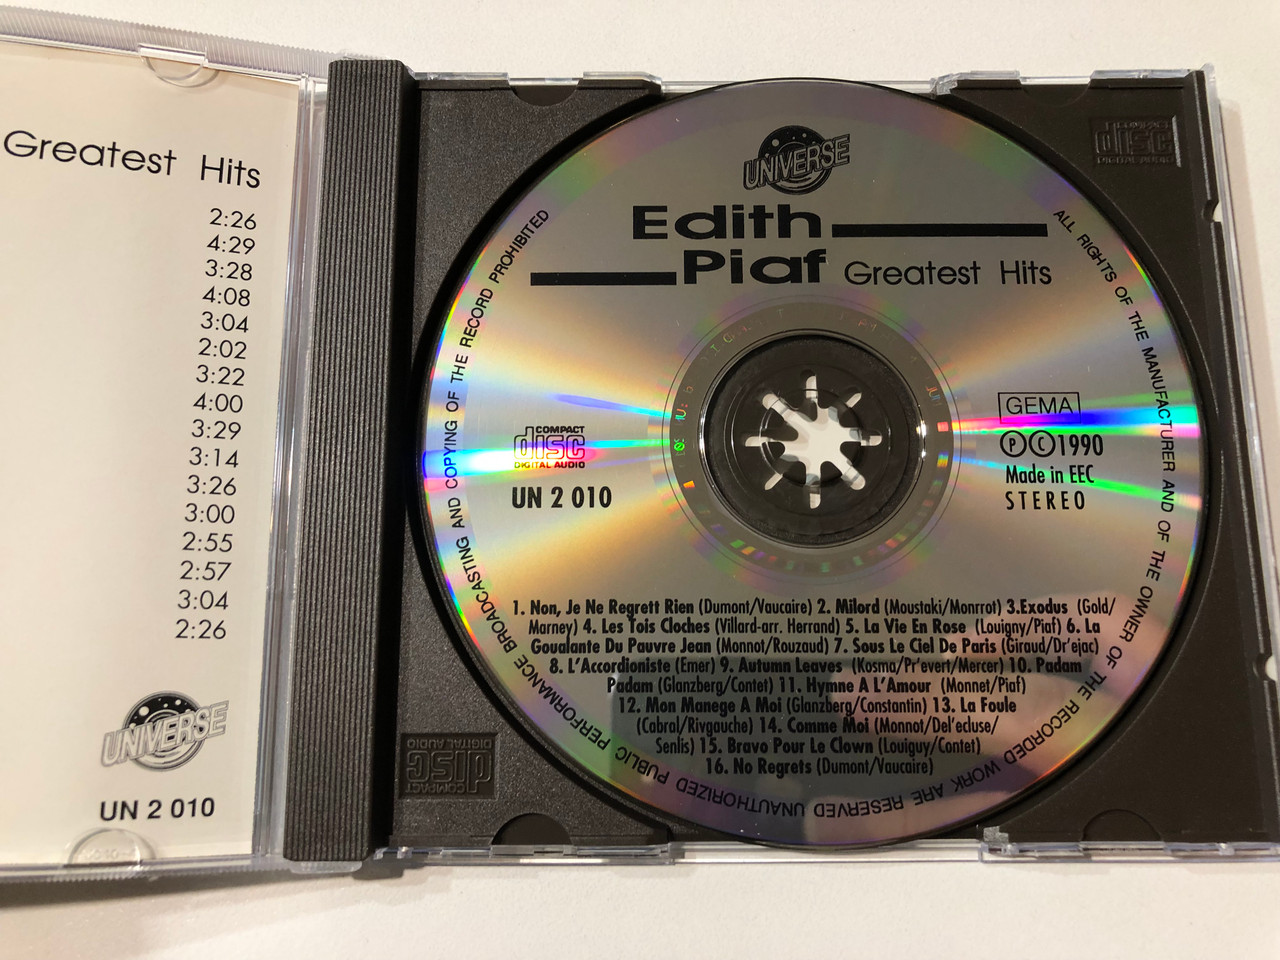 Greatest Hits
2:26
4:29
3:28
4:08
3:04
2:02
3:22
4:00
3:29
3:14
3:26
3:00
2:55
2:57
3:04
2:26
UNIVERSE
UN 2 010
UNIVERSE
Edith
Piaf Greatest Hits
COMPACT
disc
DIGITAL AUDIO
UN 2 010
GEMA
Ⓟ Ⓒ 1990
Made in EEC
STEREO
1. Non, Je Ne Regrett Rien (Dumont/Vaucaire) 2. Milord (Moustaki/Monrrot) 3.Exodus (Gold/
Marney) 4. Les Tois Cloches (Villard-arr. Herrand) 5. La Vie En Rose (Louigny/Piaf) 6. La
Goualante Du Pauvre Jean (Monnot/Rouzaud) 7. Sous Le Ciel De Paris (Giraud/Dr'ejac)
8. L'Accordioniste (Emer) 9. Autumn Leaves (Kosma/Pr'evert/Mercer) 10. Padam
Padam (Glanzberg/Contet) 11. Hymne A L'Amour (Monnet/Piaf)
12. Mon Manege A Moi (Glanzberg/Constantin) 13. La Foule
(Cabral/Rivgauche) 14. Comme Moi (Monnot/Del'ecluse/
Senlis) 15. Bravo Pour Le Clown (Louiguy/Contet)
16. No Regrets (Dumont/Vaucaire)
ALL RIGHTS OF THE MANUFACTURER AND OF THE OWNER OF THE RECORDED WORK ARE RESERVED UNAUTHORIZED PUBLIC PERFORMANCE BROADCASTING AND COPYING OF THE RECORD PROHIBITED
COMPACT
disc
DIGITAL AUDIO
COMPACT
disc
DIGITAL AUDIO